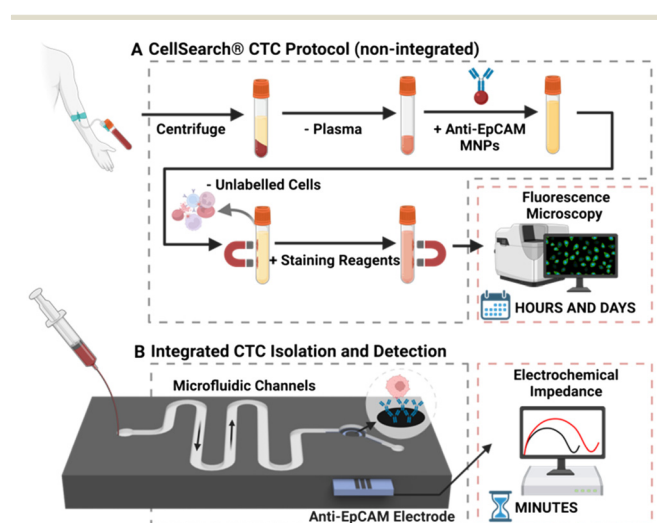 A CellSearch® CTC Protocol (non-integrated)
Centrifuge
- Plasma
+ Anti-EpCAM
MNPs
- Unlabelled Cells
+ Staining Reagents
Fluorescence
Microscopy
HOURS AND DAYS
B Integrated CTC Isolation and Detection
Microfluidic Channels
Electrochemical
Impedance
Anti-EpCAM Electrode
MINUTES